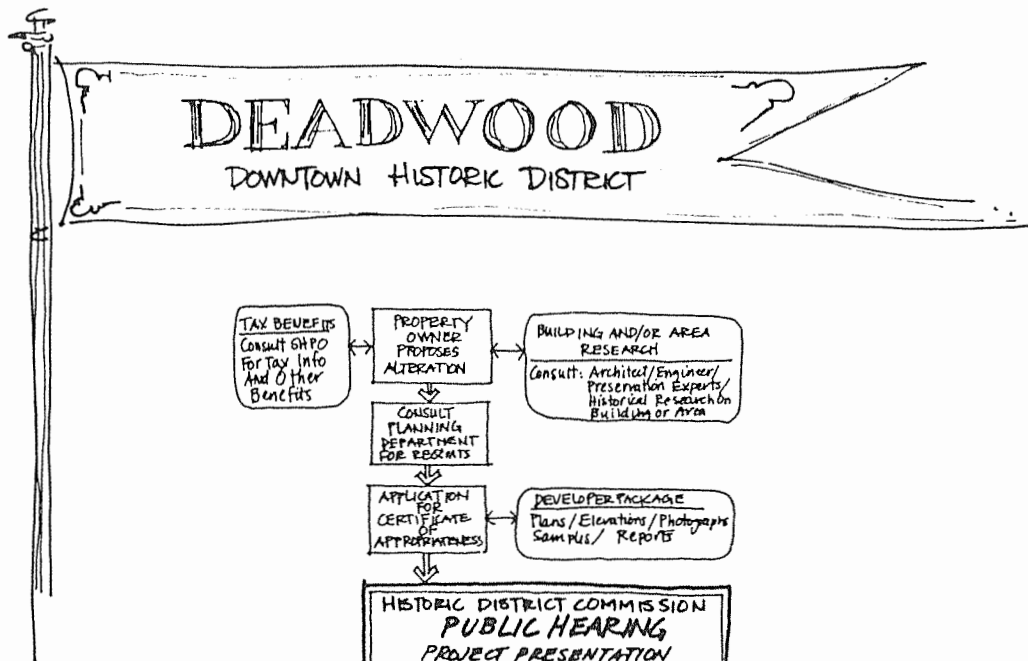 DEADWOOD
DOWNTOWN HISTORIC DISTRICT
TAX BENEFITS
Consult SHPO
For Tax Info
And Other
Benefits
PROPERTY
OWNER
PROPOSES
ALTERATION
BUILDING AND/OR AREA
RESEARCH
Consult: Architect/Engineer/
Preservation Experts/
Historical Research on
Building or Area
CONSULT
PLANNING
DEPARTMENT
FOR REQMTS
APPLICATION
FOR
CERTIFICATE
OF
APPROPRIATENESS
DEVELOPER PACKAGE
Plans/Elevations/Photographs
Samples/ Reports
HISTORIC DISTRICT COMMISSION
PUBLIC HEARING
PROJECT PRESENTATION